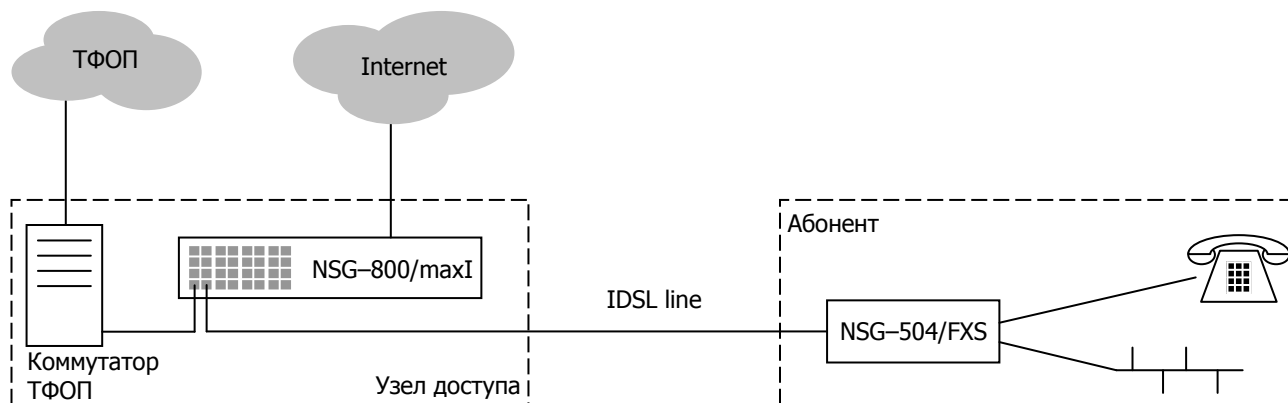 ТФОП
Internet
Абонент
NSG–800/maxI
IDSL line
NSG–504/FXS
Коммутатор
ТФОП
Узел доступа